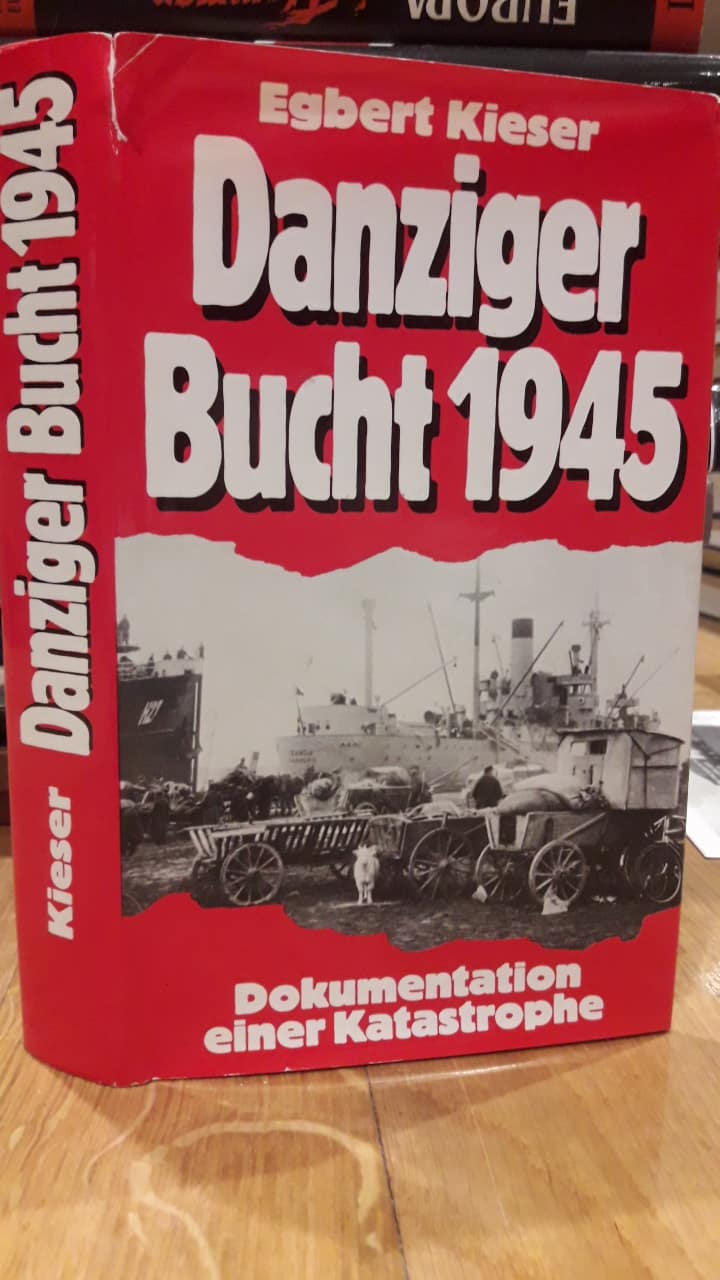 EUROPA
Egbert Kieser
Danziger
Bucht 1945
Dokumentation
einer Katastrophe
Kieser Danziger Bucht 1945